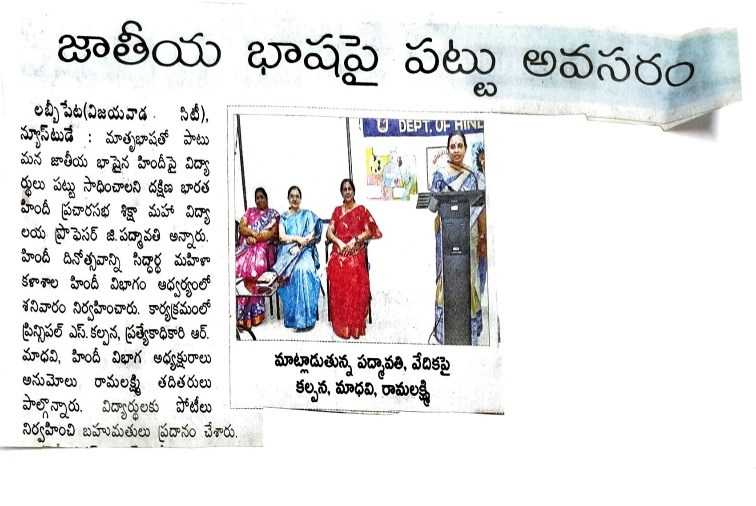 జాతీయ భాషపై పట్టు అవసరం
లబ్బీపేట(విజయవాడ సిటీ),
న్యూస్‌టుడే : మాతృభాషతో పాటు
మన జాతీయ భాషైన హిందీపై విద్యా
ర్థులు పట్టు సాధించాలని దక్షిణ భారత
హిందీ ప్రచారసభ శిక్షా మహా విద్యా
లయ ప్రొఫెసర్ జి.పద్మావతి అన్నారు.
హిందీ దినోత్సవాన్ని సిద్ధార్థ మహిళా
కళాశాల హిందీ విభాగం ఆధ్వర్యంలో
శనివారం నిర్వహించారు. కార్యక్రమంలో
ప్రిన్సిపల్ ఎస్.కల్పన, ప్రత్యేకాధికారి ఆర్.
మాధవి, హిందీ విభాగ అధ్యక్షురాలు
అనుమోలు రామలక్ష్మి తదితరులు
పాల్గొన్నారు. విద్యార్థులకు పోటీలు
నిర్వహించి బహుమతులు ప్రదానం చేశారు.
DEPT. OF HIN
మాట్లాడుతున్న పద్మావతి, వేదికపై
కల్పన, మాధవి, రామలక్ష్మి